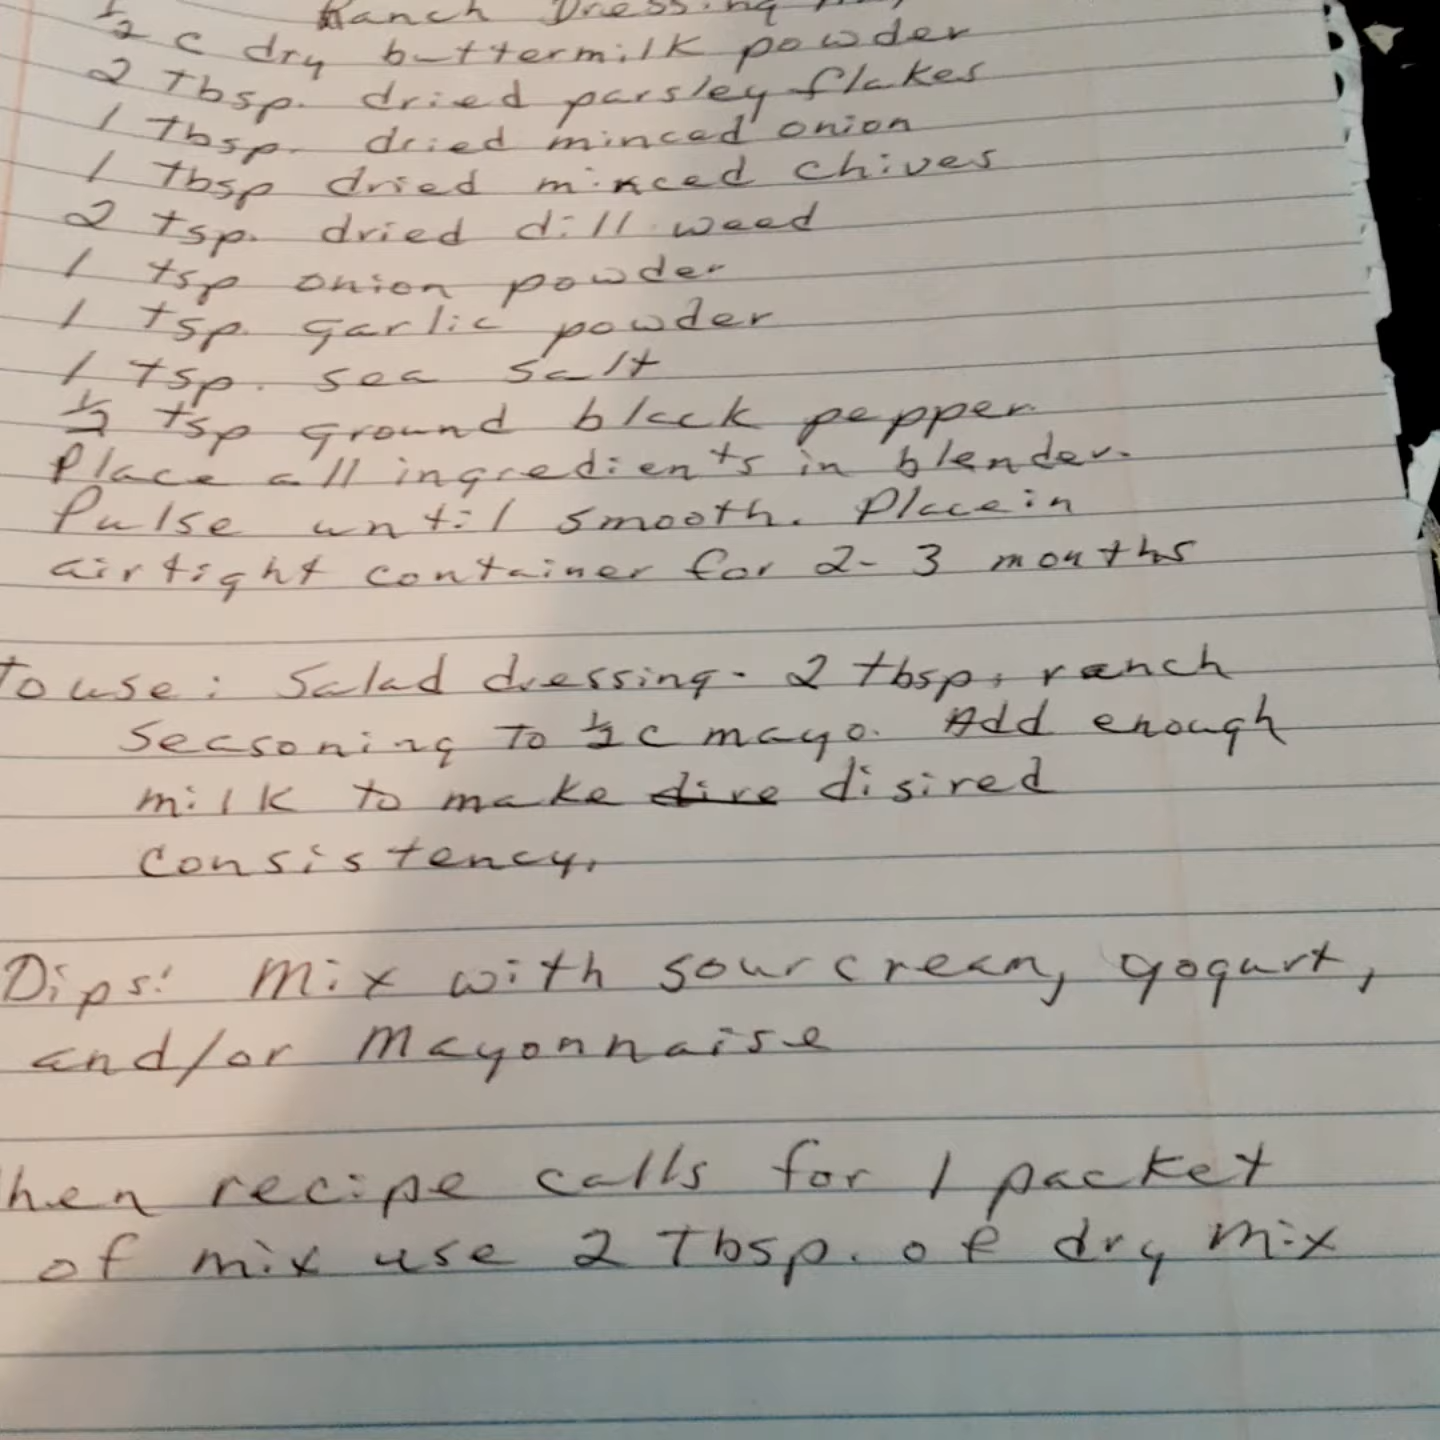 Ranch Dressing
1/2 c dry buttermilk powder
2 Tbsp. dried parsley flakes
1 Tbsp. dried minced onion
1 Tbsp dried minced chives
2 tsp. dried dill weed
1 tsp onion powder
1 tsp. garlic powder
1 tsp. sea salt
1/2 tsp ground black pepper
Place all ingredients in blender.
Pulse until smooth. Place in
airtight container for 2-3 months
To use: Salad dressing - 2 tbsp. ranch
seasoning to 1/2 c mayo. Add enough
milk to make dire disired
consistency.
Dips: Mix with sour cream, yogurt,
and/or Mayonnaise
hen recipe calls for 1 packet
of mix use 2 Tbsp. of dry mix